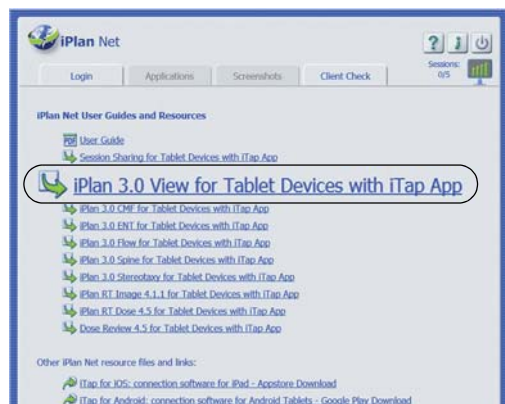 iPlan Net
Login Applications Screenshots Client Check
Sessions:
0/5
iPlan Net User Guides and Resources
PDF User Guide
Session Sharing for Tablet Devices with iTap App
iPlan 3.0 View for Tablet Devices with iTap App
iPlan 3.0 CMF for Tablet Devices with iTap App
iPlan 3.0 ENT for Tablet Devices with iTap App
iPlan 3.0 Flow for Tablet Devices with iTap App
iPlan 3.0 Spine for Tablet Devices with iTap App
iPlan 3.0 Stereotaxy for Tablet Devices with iTap App
iPlan RT Image 4.1.1 for Tablet Devices with iTap App
iPlan RT Dose 4.5 for Tablet Devices with iTap App
Dose Review 4.5 for Tablet Devices with iTap App
Other iPlan Net resource files and links:
iTap for iOS: connection software for iPad - Appstore Download
iTap for Android: connection software for Android Tablets - Google Play Download